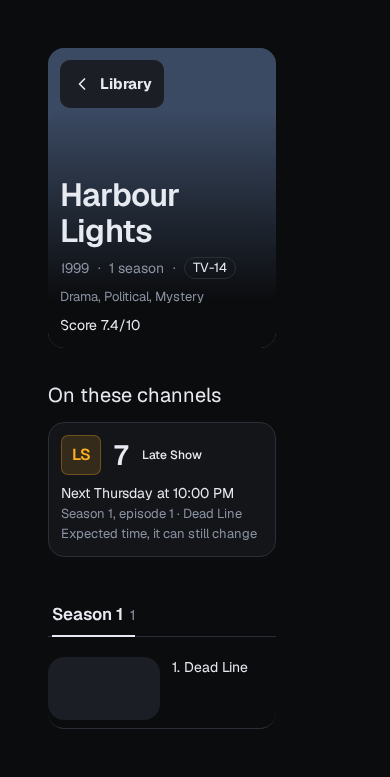 Library
Harbour
Lights
1999 · 1 season · TV-14
Drama, Political, Mystery
Score 7.4/10
On these channels
LS 7 Late Show
Next Thursday at 10:00 PM
Season 1, episode 1 · Dead Line
Expected time, it can still change
Season 1 1
1. Dead Line